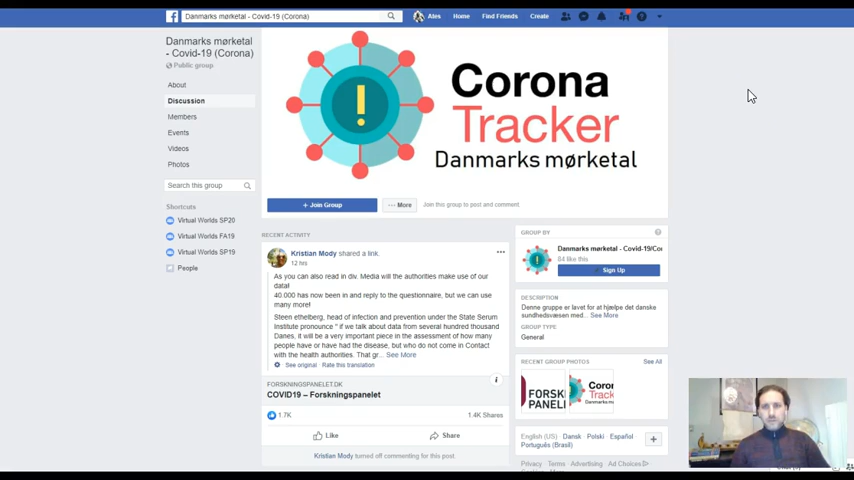 Danmarks mørketal - Covid-19 (Corona)
Ates Home Find Friends Create
Danmarks mørketal
- Covid-19 (Corona)
Public group
About
Discussion
Members
Events
Videos
Photos
Search this group
Shortcuts
Virtual Worlds SP20
Virtual Worlds FA19
Virtual Worlds SP19
People
!
Corona
Tracker
Danmarks mørketal
+ Join Group
··· More
Join this group to post and comment.
RECENT ACTIVITY
Kristian Mody shared a link.
12 hrs
As you can also read in div. Media will the authorities make use of our
data!
40.000 has now been in and reply to the questionnaire, but we can use
many more!
Steen ethelberg, head of infection and prevention under the State Serum
Institute pronounce " if we talk about data from several hundred thousand
Danes, it will be a very important piece in the assessment of how many
people have or have had the disease, but who do not come in Contact
with the health authorities. That gr... See More
See original · Rate this translation
FORSKNINGSPANELET.DK
COVID19 – Forskningspanelet
1.7K
1.4K Shares
Like
Share
Kristian Mody turned off commenting for this post.
GROUP BY
Danmarks mørketal - Covid-19/Co
84 like this
Sign Up
DESCRIPTION
Denne gruppe er lavet for at hjælpe det danske
sundhedsvæsen med... See More
GROUP TYPE
General
RECENT GROUP PHOTOS
See All
FORSK
PANEL
Coron
Track
Danmarks mø
English (US) · Dansk · Polski · Español ·
Português (Brasil)
Privacy · Terms · Advertising · Ad Choices